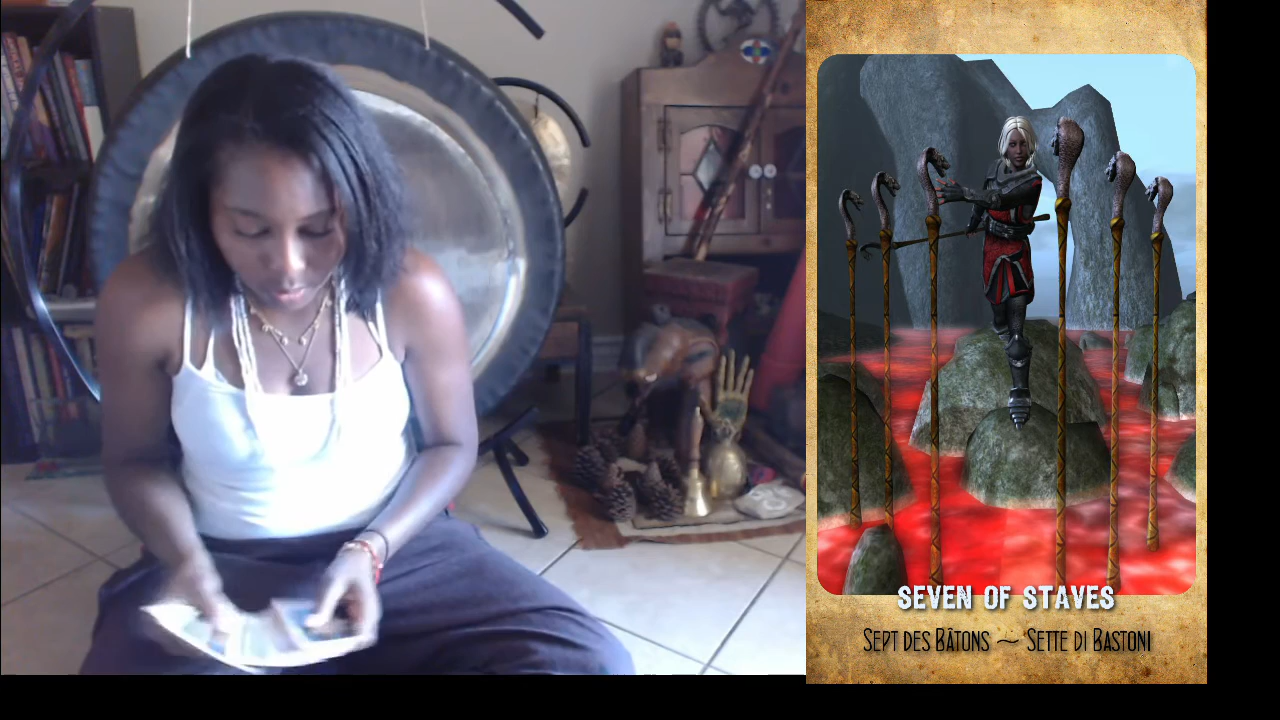 SEVEN OF STAVES
SEPT DES BÂTONS ~ SETTE DI BASTONI